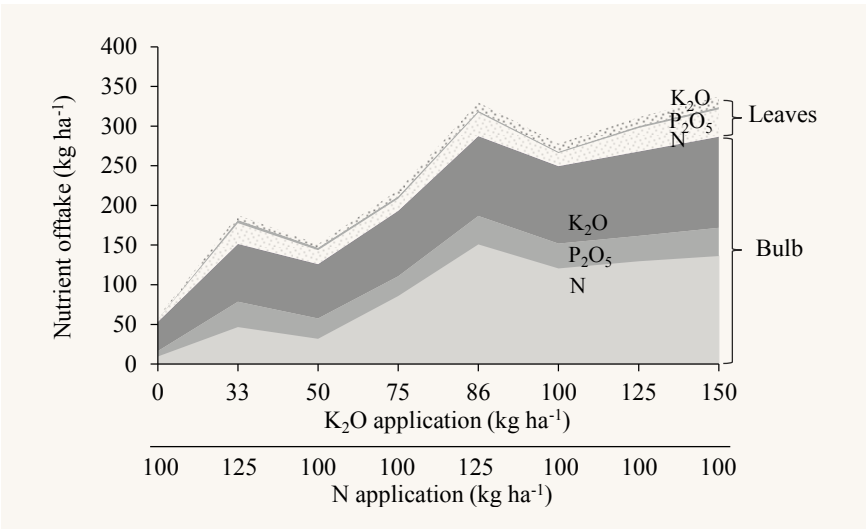 Nutrient offtake (kg ha⁻¹)
400
350
300
250
200
150
100
50
0
K₂O
P₂O₅
N
Leaves
K₂O
P₂O₅
N
Bulb
0 33 50 75 86 100 125 150
K₂O application (kg ha⁻¹)
100 125 100 100 125 100 100 100
N application (kg ha⁻¹)